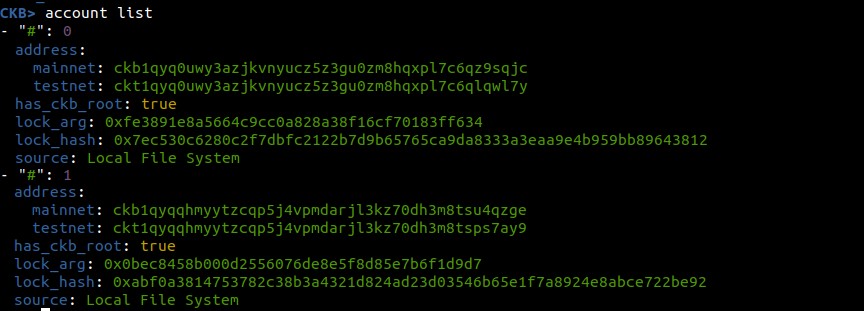 CKB> account list
- "#": 0
address:
mainnet: ckb1qyq0uwy3azjkvnyucz5z3gu0zm8hqxpl7c6qz9sqjc
testnet: ckt1qyq0uwy3azjkvnyucz5z3gu0zm8hqxpl7c6qlqwl7y
has_ckb_root: true
lock_arg: 0xfe3891e8a5664c9cc0a828a38f16cf70183ff634
lock_hash: 0x7ec530c6280c2f7dbfc2122b7d9b65765ca9da8333a3eaa9e4b959bb89643812
source: Local File System
- "#": 1
address:
mainnet: ckb1qyqqhmyytzcqp5j4vpmdarjl3kz70dh3m8tsu4qzge
testnet: ckt1qyqqhmyytzcqp5j4vpmdarjl3kz70dh3m8tsps7ay9
has_ckb_root: true
lock_arg: 0x0bec8458b000d2556076de8e5f8d85e7b6f1d9d7
lock_hash: 0xabf0a3814753782c38b3a4321d824ad23d03546b65e1f7a8924e8abce722be92
source: Local File System